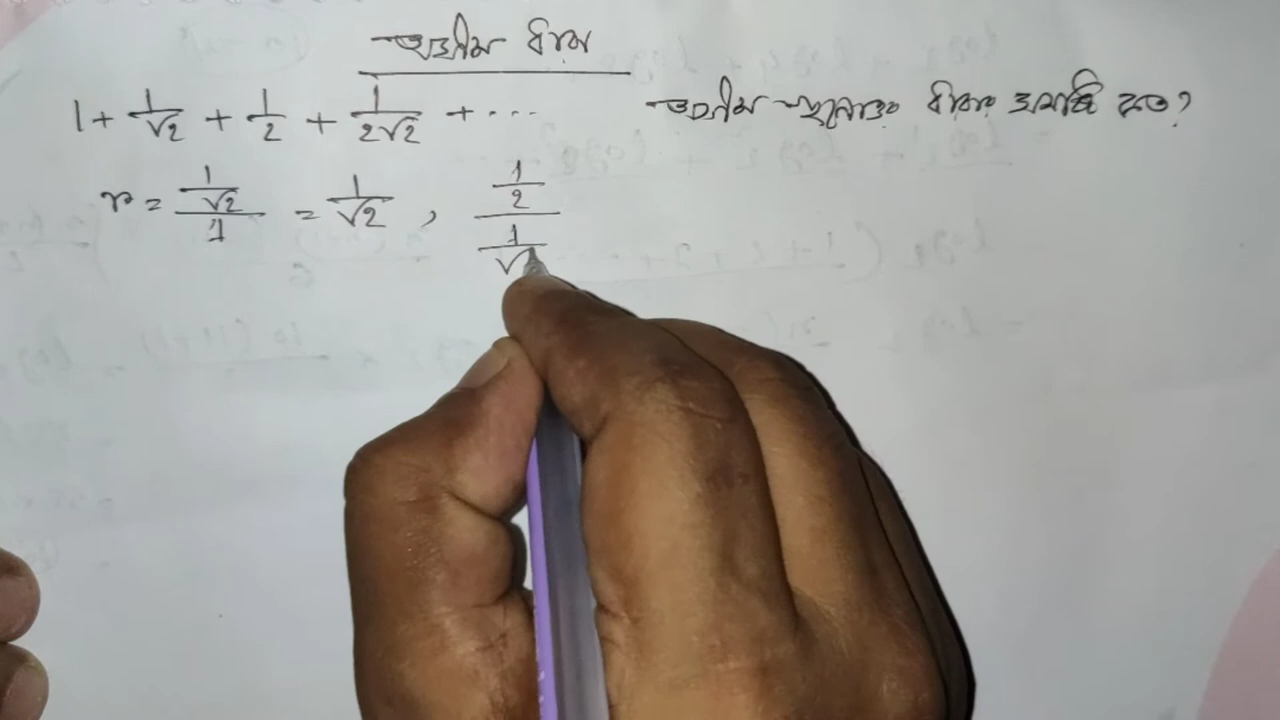 অসীম ধারা
1 + 1/√2 + 1/2 + 1/2√2 + ··· অসীম গুণোত্তর ধারার সমষ্টি কত?
r = (1/√2)/1 = 1/√2 , (1/2)/(1/√